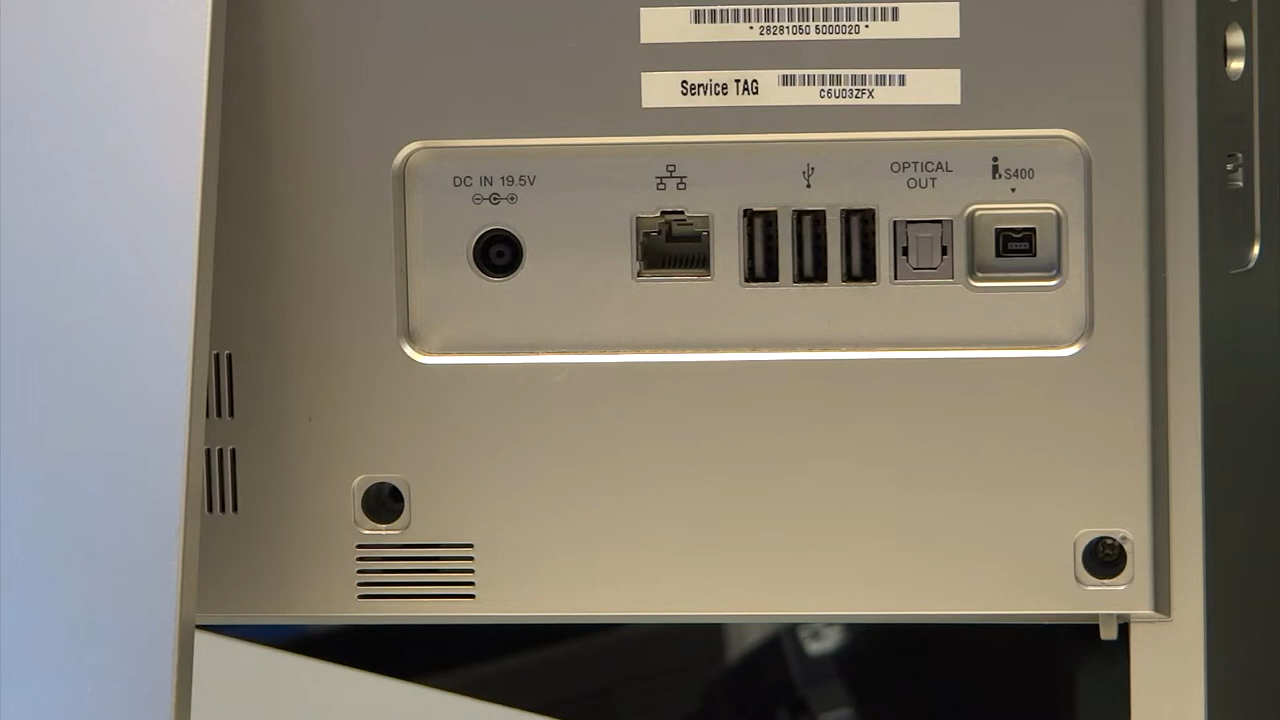 * 28281050 5000020 *
Service TAG
C6U03ZFX
DC IN 19.5V
OPTICAL
OUT
S400